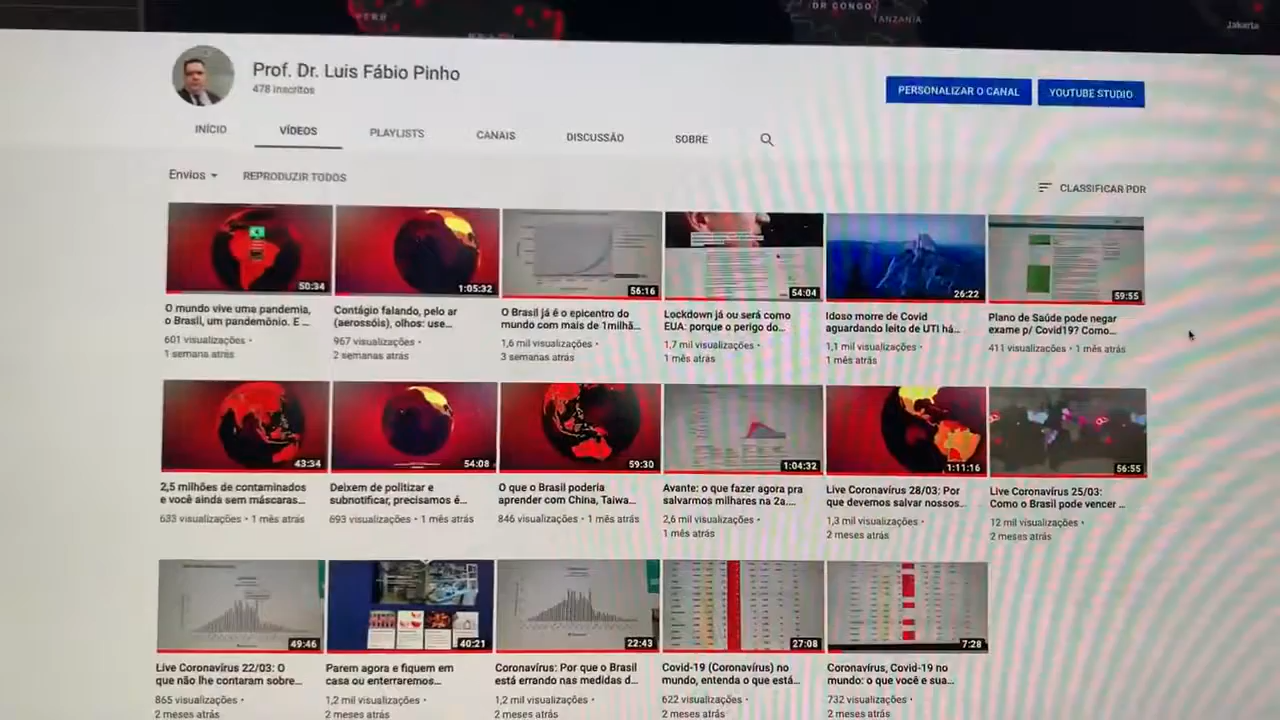 PERU
DR CONGO
TANZANIA
Jakarta
Prof. Dr. Luis Fábio Pinho
478 inscritos
PERSONALIZAR O CANAL
YOUTUBE STUDIO
INÍCIO
VÍDEOS
PLAYLISTS
CANAIS
DISCUSSÃO
SOBRE
Envios
REPRODUZIR TODOS
CLASSIFICAR POR
50:34
1:05:32
56:16
54:04
26:22
59:55
O mundo vive uma pandemia,
o Brasil, um pandemônio. E ...
601 visualizações •
1 semana atrás
Contágio falando, pelo ar
(aerossóis), olhos: use...
967 visualizações •
2 semanas atrás
O Brasil já é o epicentro do
mundo com mais de 1milhã...
1,6 mil visualizações •
3 semanas atrás
Lockdown já ou será como
EUA: porque o perigo do...
1,7 mil visualizações •
1 mês atrás
Idoso morre de Covid
aguardando leito de UTI há...
1,1 mil visualizações •
1 mês atrás
Plano de Saúde pode negar
exame p/ Covid19? Como...
411 visualizações • 1 mês atrás
43:34
54:08
59:30
1:04:32
1:11:16
56:55
2,5 milhões de contaminados
e você ainda sem máscaras...
633 visualizações • 1 mês atrás
Deixem de politizar e
subnotificar, precisamos é...
693 visualizações • 1 mês atrás
O que o Brasil poderia
aprender com China, Taiwa...
846 visualizações • 1 mês atrás
Avante: o que fazer agora pra
salvarmos milhares na 2a....
2,6 mil visualizações •
1 mês atrás
Live Coronavírus 28/03: Por
que devemos salvar nossos...
1,3 mil visualizações •
2 meses atrás
Live Coronavírus 25/03:
Como o Brasil pode vencer ...
12 mil visualizações •
2 meses atrás
49:46
40:21
22:43
27:08
7:28
Live Coronavírus 22/03: O
que não lhe contaram sobre...
865 visualizações •
2 meses atrás
Parem agora e fiquem em
casa ou enterraremos...
1,2 mil visualizações •
2 meses atrás
Coronavírus: Por que o Brasil
está errando nas medidas d...
1,2 mil visualizações •
2 meses atrás
Covid-19 (Coronavírus) no
mundo, entenda o que está...
622 visualizações •
2 meses atrás
Coronavírus, Covid-19 no
mundo: o que você e sua...
732 visualizações •
2 meses atrás